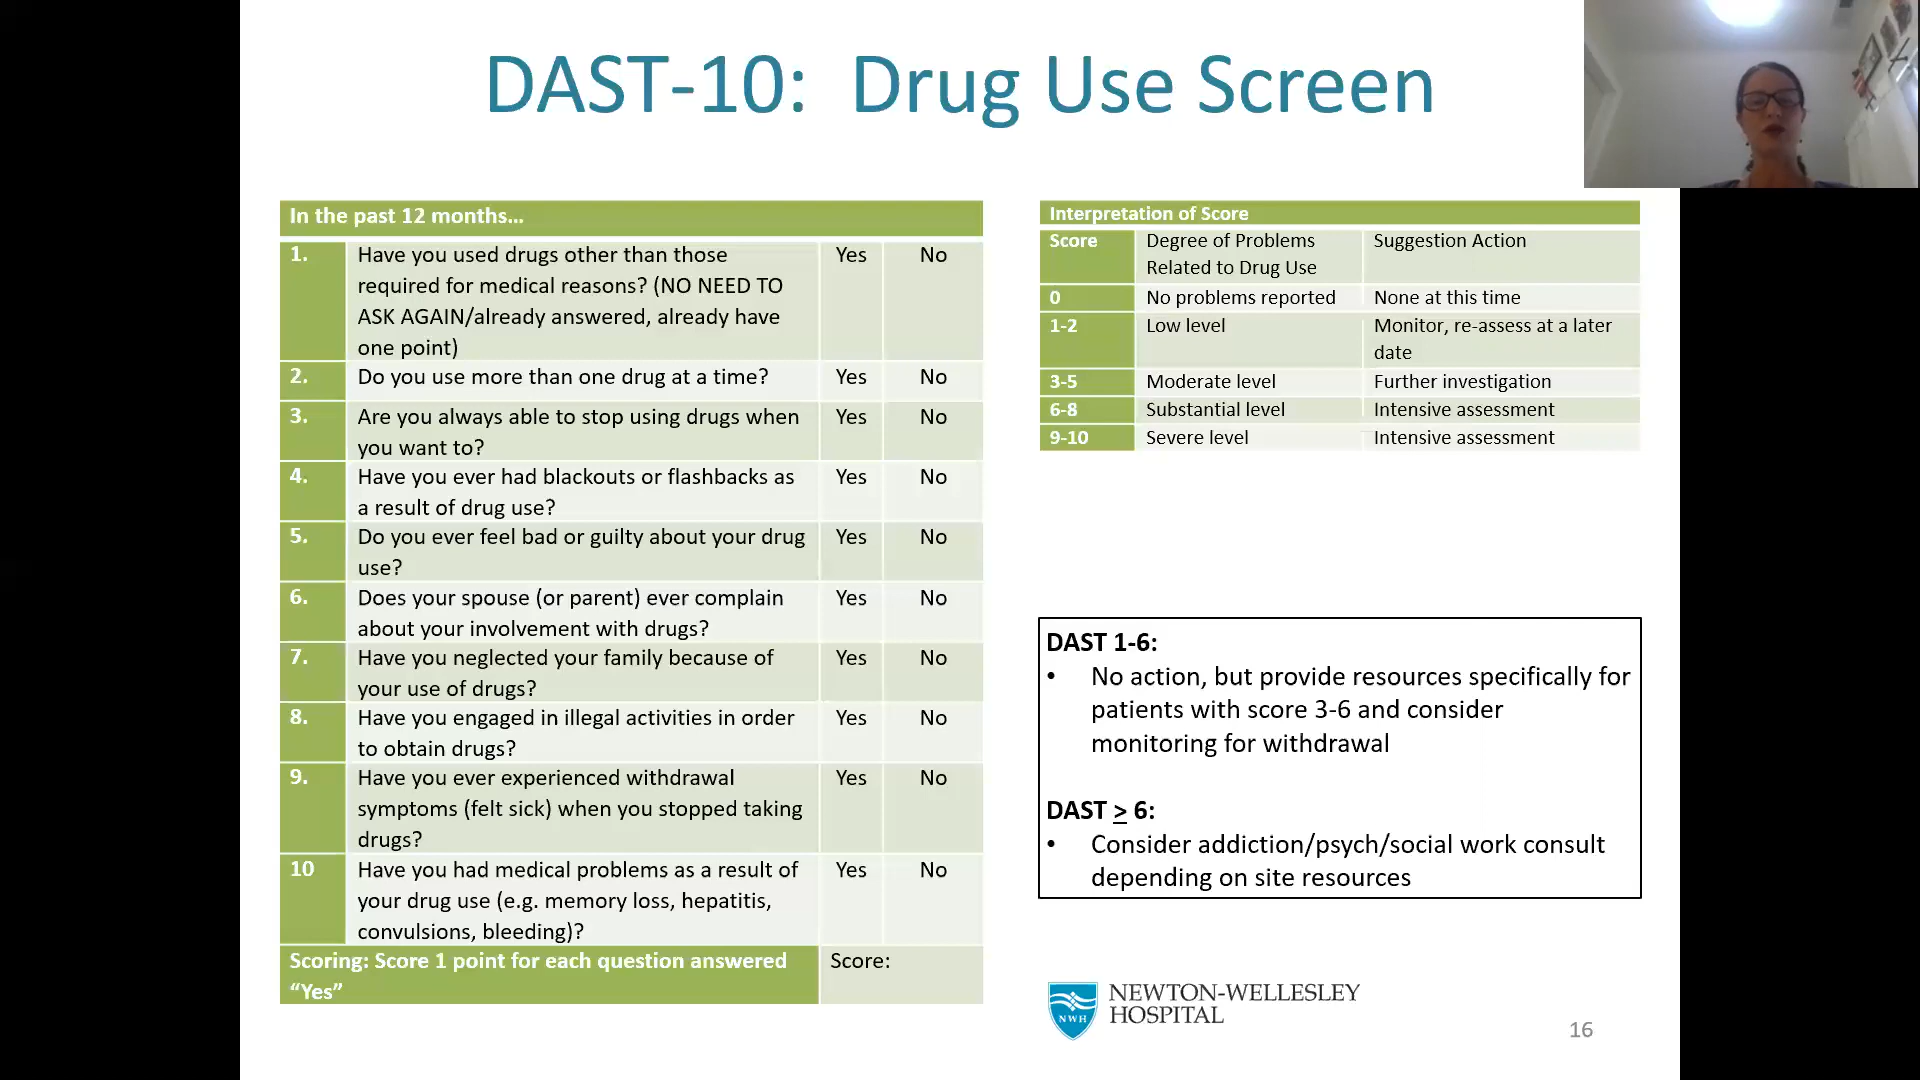 DAST-10:  Drug Use Screen
In the past 12 months...
1. Have you used drugs other than those Yes No
required for medical reasons? (NO NEED TO
ASK AGAIN/already answered, already have
one point)
2. Do you use more than one drug at a time? Yes No
3. Are you always able to stop using drugs when Yes No
you want to?
4. Have you ever had blackouts or flashbacks as Yes No
a result of drug use?
5. Do you ever feel bad or guilty about your drug Yes No
use?
6. Does your spouse (or parent) ever complain Yes No
about your involvement with drugs?
7. Have you neglected your family because of Yes No
your use of drugs?
8. Have you engaged in illegal activities in order Yes No
to obtain drugs?
9. Have you ever experienced withdrawal Yes No
symptoms (felt sick) when you stopped taking
drugs?
10 Have you had medical problems as a result of Yes No
your drug use (e.g. memory loss, hepatitis,
convulsions, bleeding)?
Scoring: Score 1 point for each question answered Score:
“Yes”
Interpretation of Score
Score Degree of Problems Suggestion Action
Related to Drug Use
0 No problems reported None at this time
1-2 Low level Monitor, re-assess at a later
date
3-5 Moderate level Further investigation
6-8 Substantial level Intensive assessment
9-10 Severe level Intensive assessment
DAST 1-6:
• No action, but provide resources specifically for
patients with score 3-6 and consider
monitoring for withdrawal
DAST ≥ 6:
• Consider addiction/psych/social work consult
depending on site resources
NWH
NEWTON-WELLESLEY
HOSPITAL
16